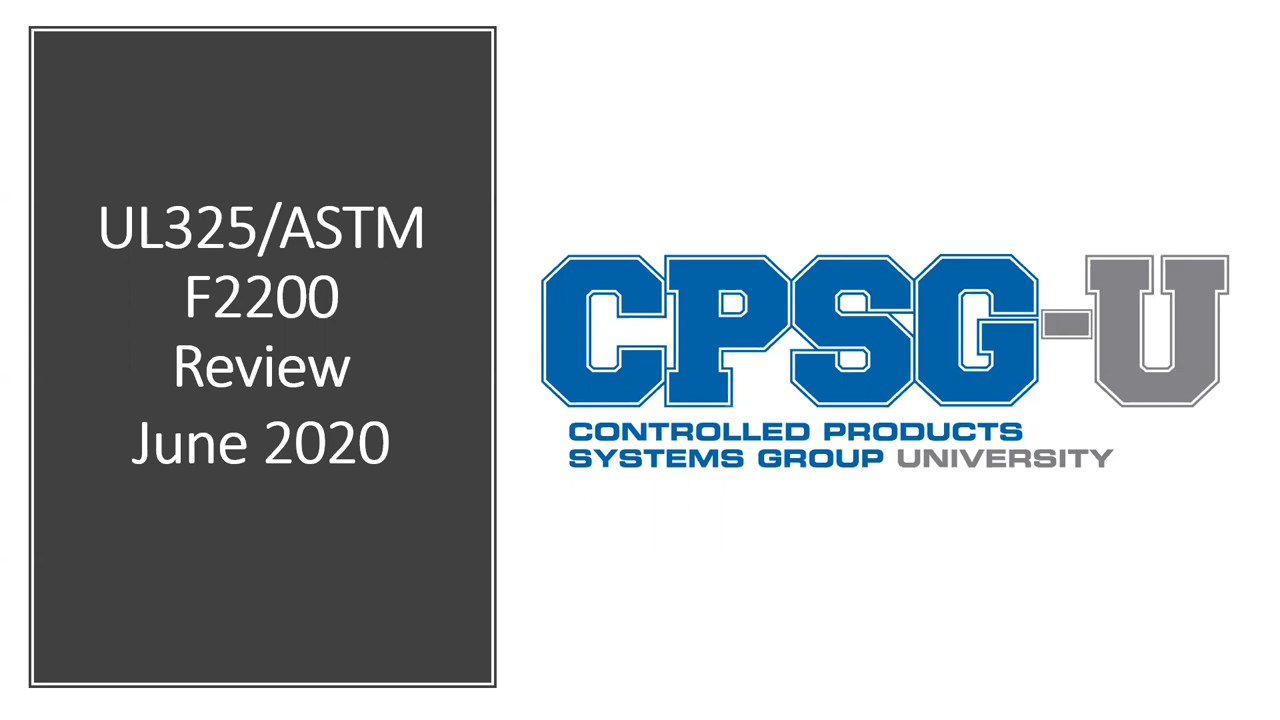 UL325/ASTM
F2200
Review
June 2020
CPSG-U
CONTROLLED PRODUCTS
SYSTEMS GROUP UNIVERSITY